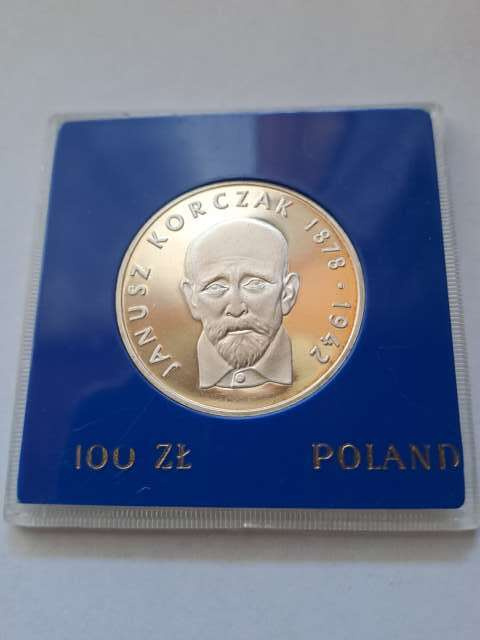 JANUSZ KORCZAK 1878 · 1942
100 ZŁ POLAND